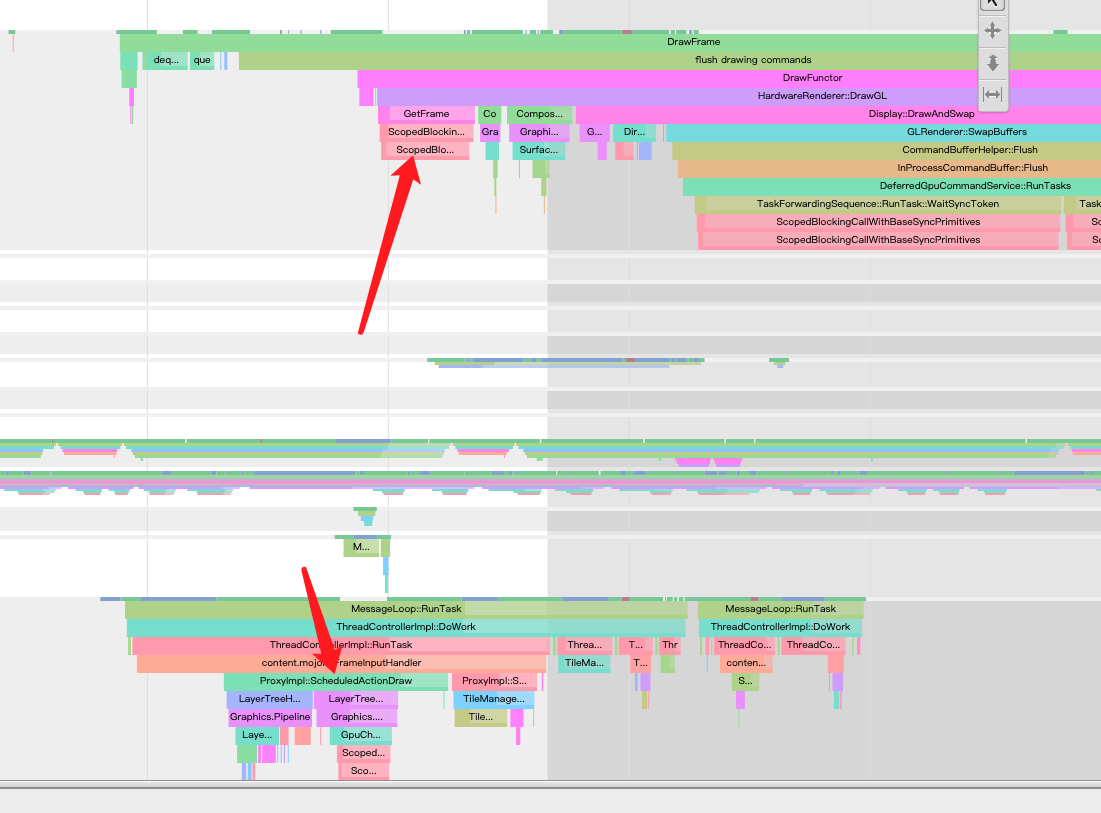 DrawFrame
deq... que flush drawing commands
DrawFunctor
HardwareRenderer::DrawGL
GetFrame Co Compos... Display::DrawAndSwap
ScopedBlockin... Gra Graphi... G... Dir... GLRenderer::SwapBuffers
ScopedBlo... Surfac... CommandBufferHelper::Flush
InProcessCommandBuffer::Flush
DeferredGpuCommandService::RunTasks
TaskForwardingSequence::RunTask::WaitSyncToken Task
ScopedBlockingCallWithBaseSyncPrimitives Sc
ScopedBlockingCallWithBaseSyncPrimitives S
M...
MessageLoop::RunTask MessageLoop::RunTask
ThreadControllerImpl::DoWork ThreadControllerImpl::DoWork
ThreadControllerImpl::RunTask Threa... T... Thr ThreadCo... ThreadCo...
content.mojo FrameInputHandler TileMa... T... conten...
ProxyImpl::ScheduledActionDraw ProxyImpl::S... S...
LayerTreeH... LayerTree... TileManage...
Graphics.Pipeline Graphics.... Tile...
Laye... GpuCh...
Scoped...
Sco...